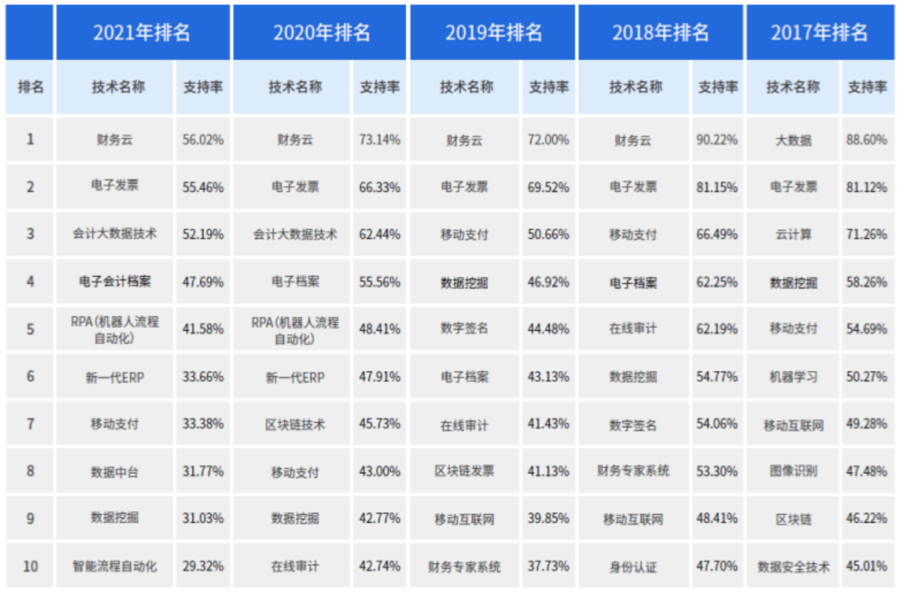 2021年排名 2020年排名 2019年排名 2018年排名 2017年排名
排名 技术名称 支持率 技术名称 支持率 技术名称 支持率 技术名称 支持率 技术名称 支持率
1 财务云 56.02% 财务云 73.14% 财务云 72.00% 财务云 90.22% 大数据 88.60%
2 电子发票 55.46% 电子发票 66.33% 电子发票 69.52% 电子发票 81.15% 电子发票 81.12%
3 会计大数据技术 52.19% 会计大数据技术 62.44% 移动支付 50.66% 移动支付 66.49% 云计算 71.26%
4 电子会计档案 47.69% 电子档案 55.56% 数据挖掘 46.92% 电子档案 62.25% 数据挖掘 58.26%
5 RPA(机器人流程自动化) 41.58% RPA(机器人流程自动化) 48.41% 数字签名 44.48% 在线审计 62.19% 移动支付 54.69%
6 新一代ERP 33.66% 新一代ERP 47.91% 电子档案 43.13% 数据挖掘 54.77% 机器学习 50.27%
7 移动支付 33.38% 区块链技术 45.73% 在线审计 41.43% 数字签名 54.06% 移动互联网 49.28%
8 数据中台 31.77% 移动支付 43.00% 区块链发票 41.13% 财务专家系统 53.30% 图像识别 47.48%
9 数据挖掘 31.03% 数据挖掘 42.77% 移动互联网 39.85% 移动互联网 48.41% 区块链 46.22%
10 智能流程自动化 29.32% 在线审计 42.74% 财务专家系统 37.73% 身份认证 47.70% 数据安全技术 45.01%